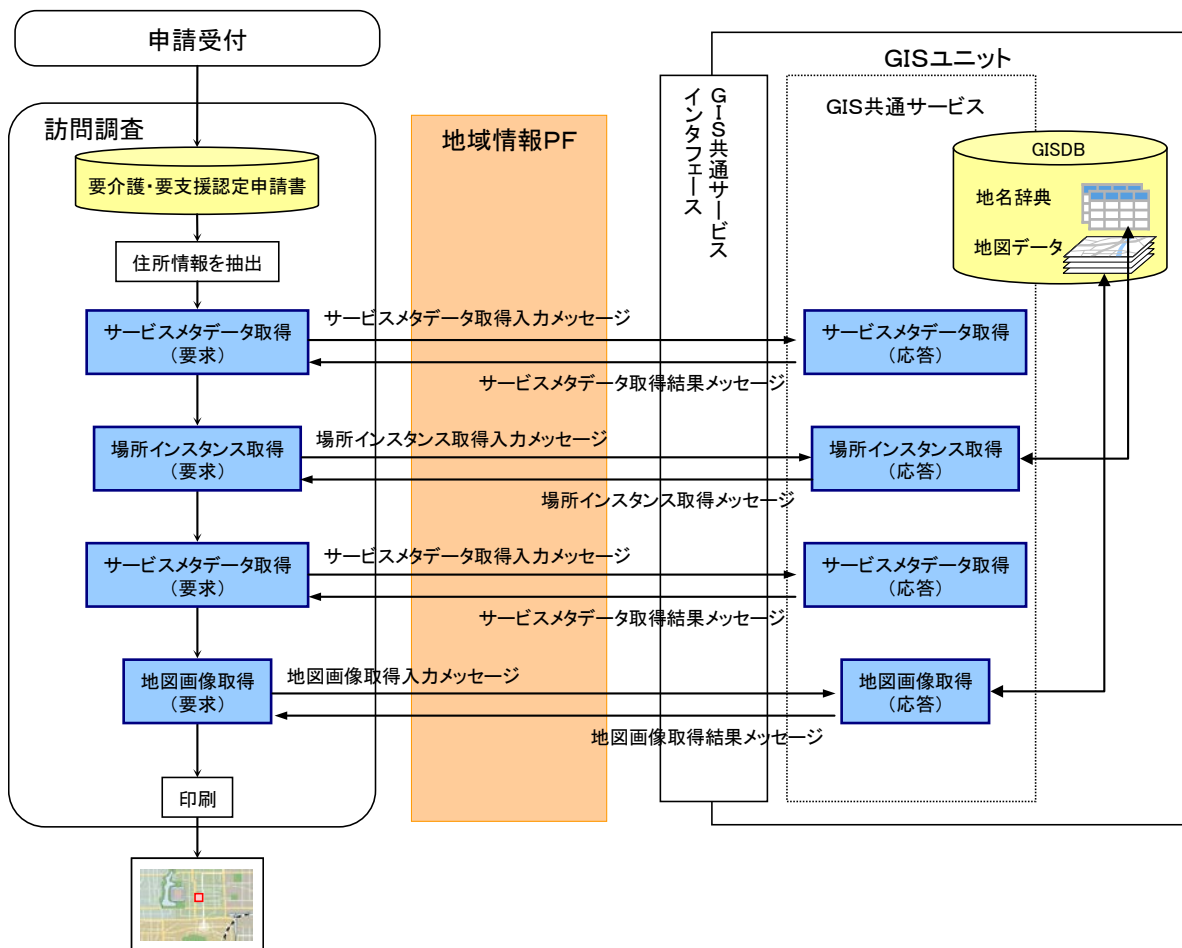 申請受付
訪問調査
要介護・要支援認定申請書
住所情報を抽出
サービスメタデータ取得
(要求)
場所インスタンス取得
(要求)
サービスメタデータ取得
(要求)
地図画像取得
(要求)
印刷
地域情報PF
サービスメタデータ取得入力メッセージ
サービスメタデータ取得結果メッセージ
場所インスタンス取得入力メッセージ
場所インスタンス取得メッセージ
サービスメタデータ取得入力メッセージ
サービスメタデータ取得結果メッセージ
地図画像取得入力メッセージ
地図画像取得結果メッセージ
GIS共通サービス
インタフェース
GISユニット
GIS共通サービス
サービスメタデータ取得
(応答)
場所インスタンス取得
(応答)
サービスメタデータ取得
(応答)
地図画像取得
(応答)
GISDB
地名辞典
地図データ